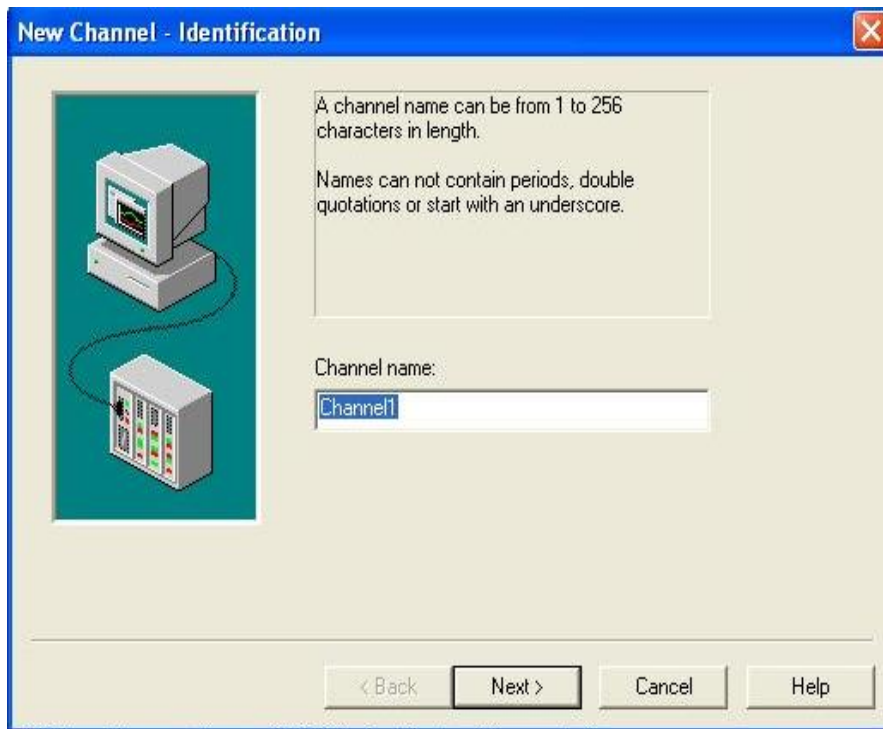 New Channel - Identification
A channel name can be from 1 to 256
characters in length.
Names can not contain periods, double
quotations or start with an underscore.
Channel name:
Channel1
< Back
Next >
Cancel
Help